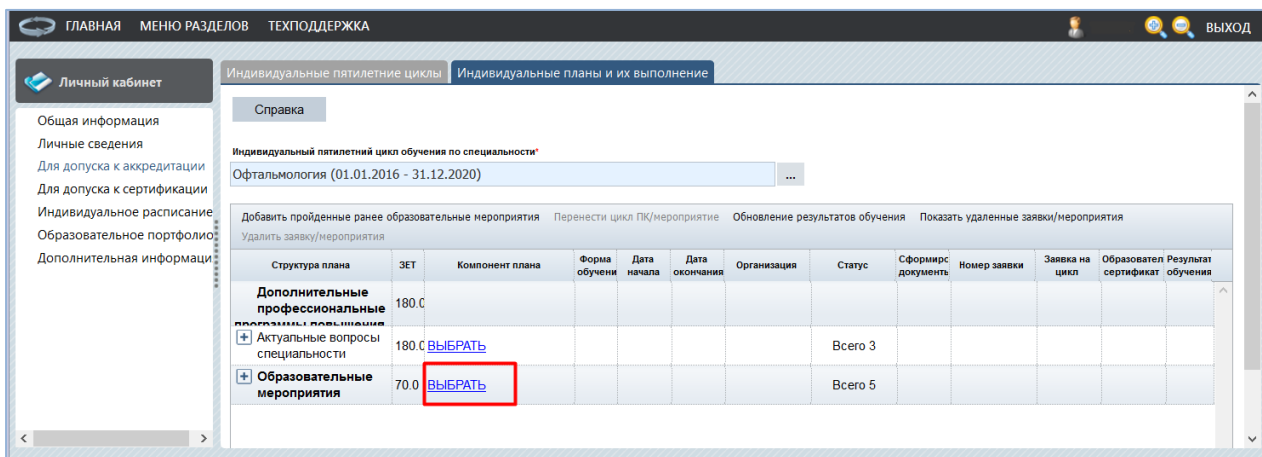 ГЛАВНАЯ МЕНЮ РАЗДЕЛОВ ТЕХПОДДЕРЖКА ВЫХОД
Личный кабинет
Общая информация
Личные сведения
Для допуска к аккредитации
Для допуска к сертификации
Индивидуальное расписание
Образовательное портфолио
Дополнительная информаци
Индивидуальные пятилетние циклы Индивидуальные планы и их выполнение
Справка
Индивидуальный пятилетний цикл обучения по специальности*
Офтальмология (01.01.2016 - 31.12.2020) ...
Добавить пройденные ранее образовательные мероприятия Перенести цикл ПК/мероприятие Обновление результатов обучения Показать удаленные заявки/мероприятия
Удалить заявку/мероприятия
Структура плана ЗЕТ Компонент плана Форма обучени Дата начала Дата окончания Организация Статус Сформирс документь Номер заявки Заявка на цикл Образовател сертификат Результат обучения
Дополнительные
профессиональные 180.0
программы повышения
Актуальные вопросы
специальности 180.0 ВЫБРАТЬ Всего 3
Образовательные
мероприятия 70.0 ВЫБРАТЬ Всего 5